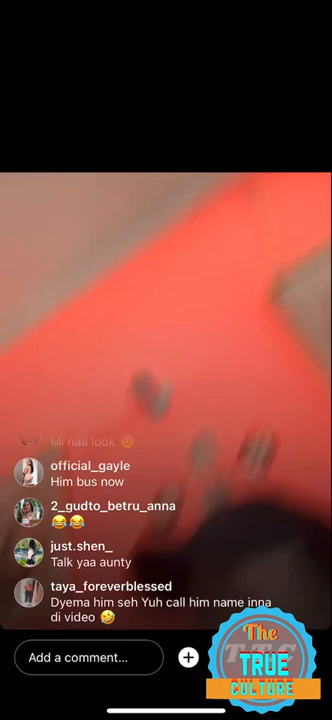 Mi naa look 😕
official_gayle
Him bus now
2_gudto_betru_anna
😂😂
just.shen_
Talk yaa aunty
taya_foreverblessed
Dyema him seh Yuh call him name inna
di video 🤣
Add a comment...
The
TRUE
CULTURE